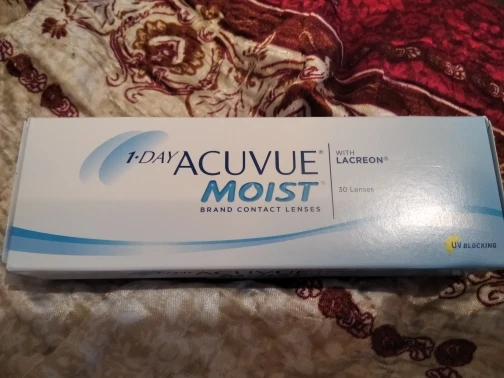 1·DAY ACUVUE®
MOIST®
BRAND CONTACT LENSES
WITH
LACREON®
30 Lenses
UV BLOCKING